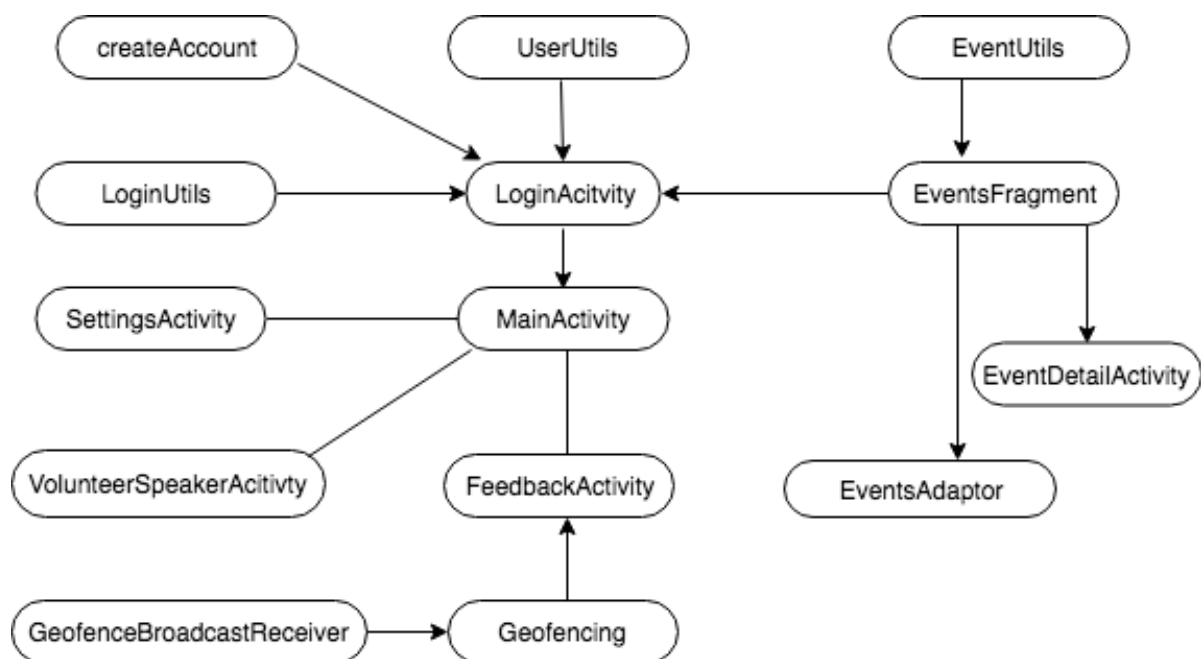 createAccount
UserUtils
EventUtils
LoginUtils
LoginAcitvity
EventsFragment
SettingsActivity
MainActivity
EventDetailActivity
VolunteerSpeakerAcitivty
FeedbackActivity
EventsAdaptor
GeofenceBroadcastReceiver
Geofencing